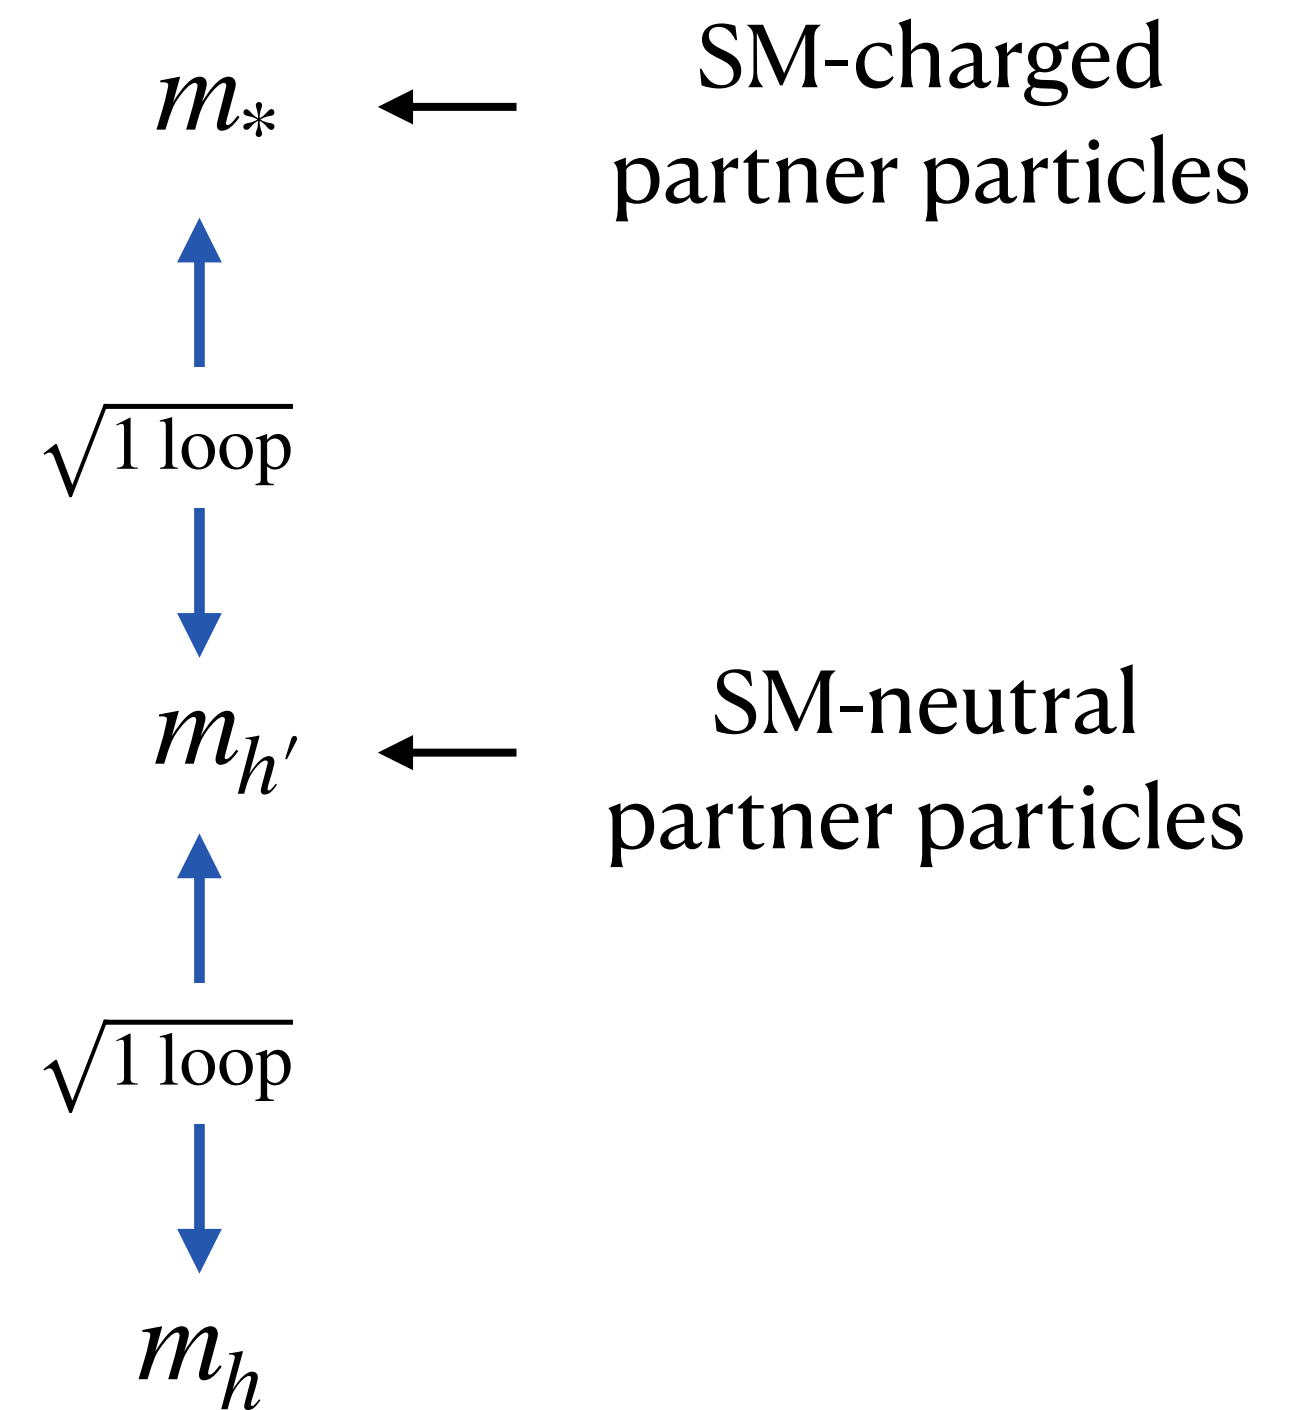 m* SM-charged
partner particles
√1 loop
mh′ SM-neutral
partner particles
√1 loop
mh